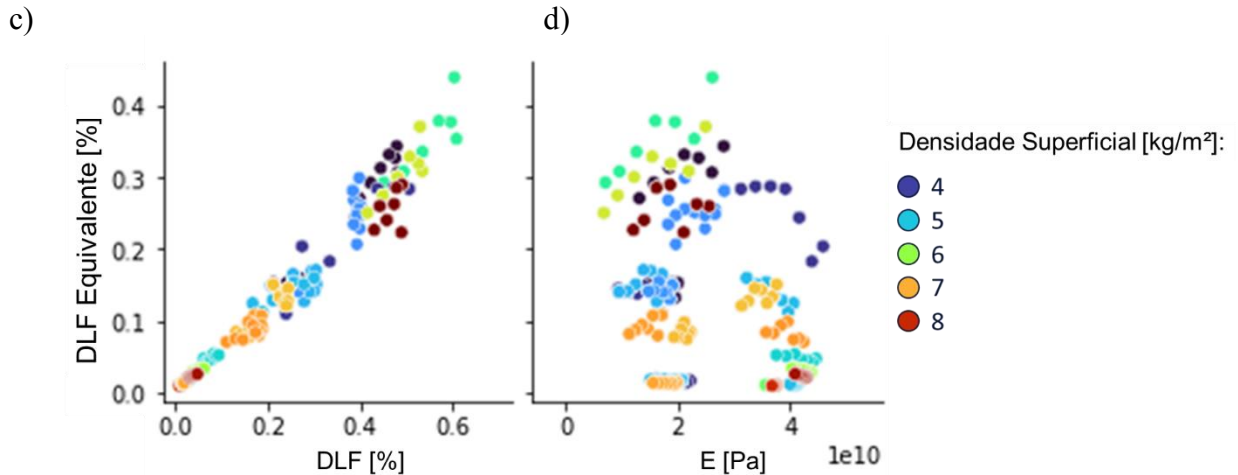 c)
d)
DLF Equivalente [%]
0.4
0.3
0.2
0.1
0.0
0.0 0.2 0.4 0.6
DLF [%]
0 2 4
1e10
E [Pa]
Densidade Superficial [kg/m²]:
4
5
6
7
8